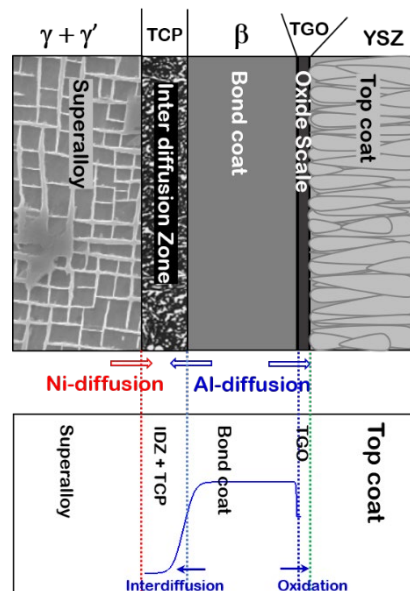 γ + γ'
TCP
β
TGO
YSZ
Superalloy
Inter diffusion Zone
Bond coat
Oxide Scale
Top coat
Ni-diffusion
Al-diffusion
Superalloy
IDZ + TCP
Bond coat
TGO
Top coat
Interdiffusion
Oxidation